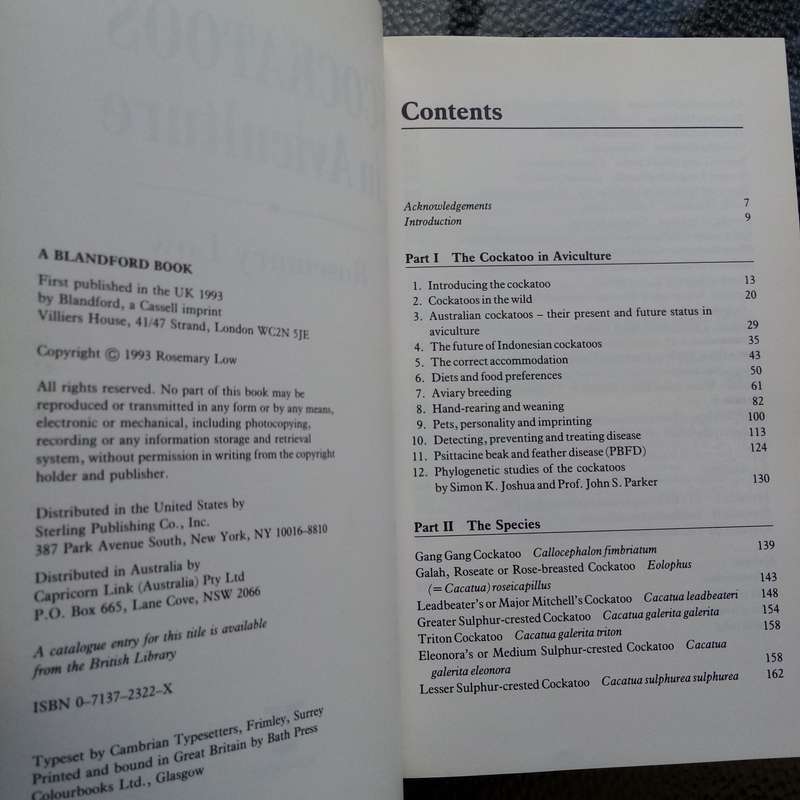 A BLANDFORD BOOK
First published in the UK 1993
by Blandford, a Cassell imprint
Villiers House, 41/47 Strand, London WC2N 5JE
Copyright © 1993 Rosemary Low
All rights reserved. No part of this book may be
reproduced or transmitted in any form or by any means,
electronic or mechanical, including photocopying,
recording or any information storage and retrieval
system, without permission in writing from the copyright
holder and publisher.
Distributed in the United States by
Sterling Publishing Co., Inc.
387 Park Avenue South, New York, NY 10016–8810
Distributed in Australia by
Capricorn Link (Australia) Pty Ltd
P.O. Box 665, Lane Cove, NSW 2066
A catalogue entry for this title is available
from the British Library
ISBN 0–7137–2322–X
Typeset by Cambrian Typesetters, Frimley, Surrey
Printed and bound in Great Britain by Bath Press
Colourbooks Ltd., Glasgow
Contents
Acknowledgements 7
Introduction 9
Part I The Cockatoo in Aviculture
1. Introducing the cockatoo 13
2. Cockatoos in the wild 20
3. Australian cockatoos – their present and future status in
aviculture 29
4. The future of Indonesian cockatoos 35
5. The correct accommodation 43
6. Diets and food preferences 50
7. Aviary breeding 61
8. Hand-rearing and weaning 82
9. Pets, personality and imprinting 100
10. Detecting, preventing and treating disease 113
11. Psittacine beak and feather disease (PBFD) 124
12. Phylogenetic studies of the cockatoos
by Simon K. Joshua and Prof. John S. Parker 130
Part II The Species
Gang Gang Cockatoo Callocephalon fimbriatum 139
Galah, Roseate or Rose-breasted Cockatoo Eolophus
(= Cacatua) roseicapillus 143
Leadbeater's or Major Mitchell's Cockatoo Cacatua leadbeateri 148
Greater Sulphur-crested Cockatoo Cacatua galerita galerita 154
Triton Cockatoo Cacatua galerita triton 158
Eleonora's or Medium Sulphur-crested Cockatoo Cacatua
galerita eleonora 158
Lesser Sulphur-crested Cockatoo Cacatua sulphurea sulphurea 162